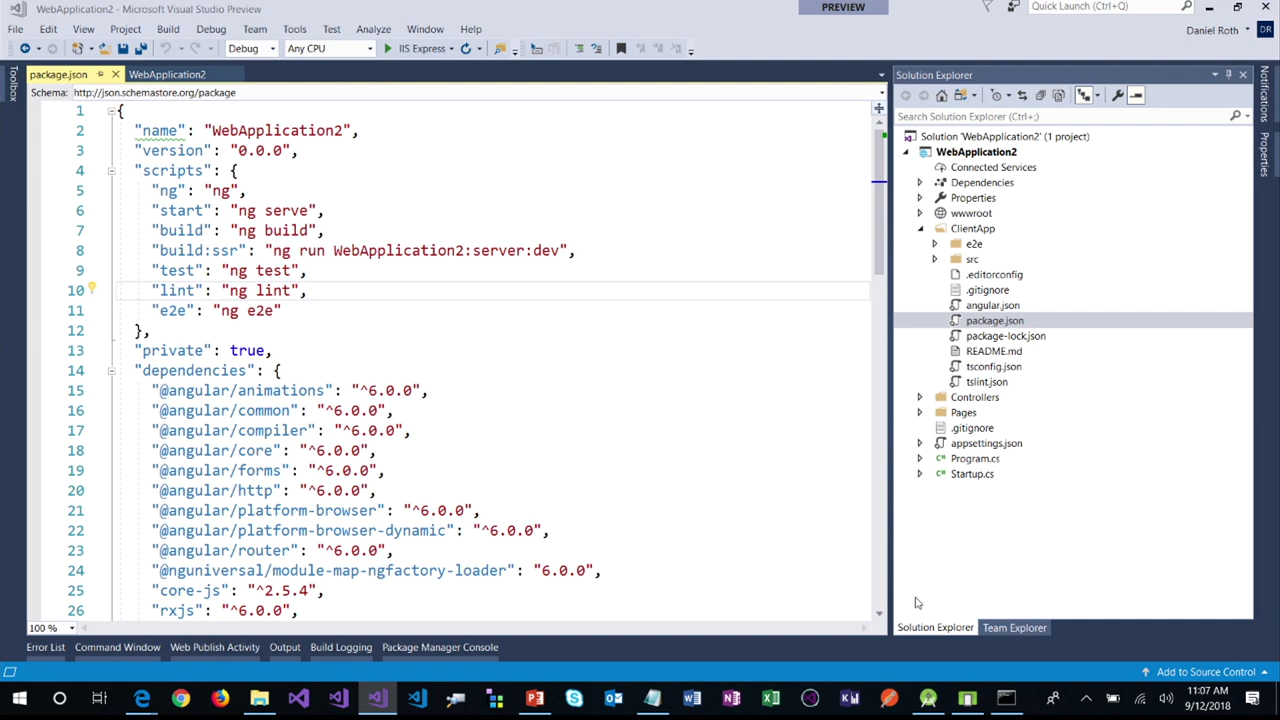 WebApplication2 - Microsoft Visual Studio Preview
PREVIEW
Quick Launch (Ctrl+;)
File Edit View Project Build Debug Team Tools Test Analyze Window Help
Daniel Roth
DR
Debug Any CPU IIS Express
Toolbox
package.json WebApplication2
Schema: http://json.schemastore.org/package
1 {
2 "name": "WebApplication2",
3 "version": "0.0.0",
4 "scripts": {
5 "ng": "ng",
6 "start": "ng serve",
7 "build": "ng build",
8 "build:ssr": "ng run WebApplication2:server:dev",
9 "test": "ng test",
10 "lint": "ng lint",
11 "e2e": "ng e2e"
12 },
13 "private": true,
14 "dependencies": {
15 "@angular/animations": "^6.0.0",
16 "@angular/common": "^6.0.0",
17 "@angular/compiler": "^6.0.0",
18 "@angular/core": "^6.0.0",
19 "@angular/forms": "^6.0.0",
20 "@angular/http": "^6.0.0",
21 "@angular/platform-browser": "^6.0.0",
22 "@angular/platform-browser-dynamic": "^6.0.0",
23 "@angular/router": "^6.0.0",
24 "@nguniversal/module-map-ngfactory-loader": "6.0.0",
25 "core-js": "^2.5.4",
26 "rxjs": "^6.0.0",
100 %
Solution Explorer
Search Solution Explorer (Ctrl+;)
Solution 'WebApplication2' (1 project)
WebApplication2
Connected Services
Dependencies
Properties
wwwroot
ClientApp
e2e
src
.editorconfig
.gitignore
angular.json
package.json
package-lock.json
README.md
tsconfig.json
tslint.json
Controllers
Pages
.gitignore
appsettings.json
Program.cs
Startup.cs
Solution Explorer Team Explorer
Notifications
Properties
Error List Command Window Web Publish Activity Output Build Logging Package Manager Console
Add to Source Control
11:07 AM
9/12/2018